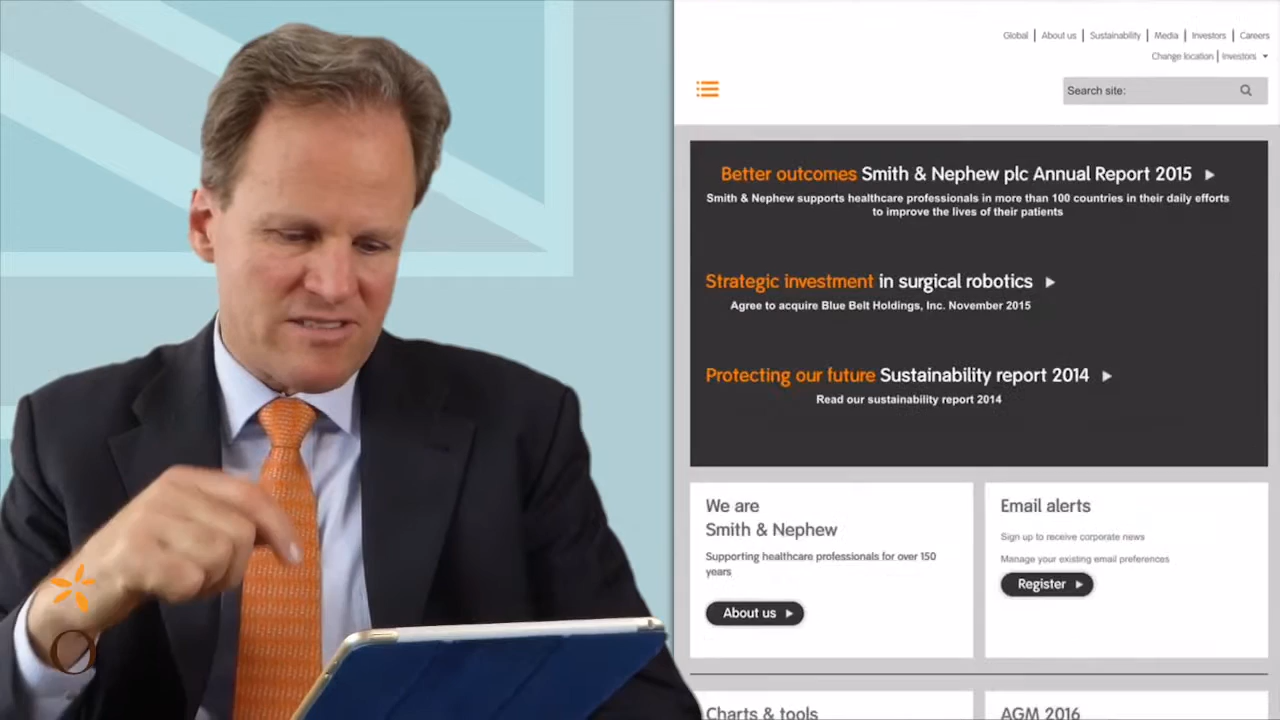 Global | About us | Sustainability | Media | Investors | Careers
Change location | Investors
Search site:
Better outcomes Smith & Nephew plc Annual Report 2015
Smith & Nephew supports healthcare professionals in more than 100 countries in their daily efforts
to improve the lives of their patients
Strategic investment in surgical robotics
Agree to acquire Blue Belt Holdings, Inc. November 2015
Protecting our future Sustainability report 2014
Read our sustainability report 2014
We are
Smith & Nephew
Supporting healthcare professionals for over 150
years
About us
Email alerts
Sign up to receive corporate news
Manage your existing email preferences
Register
Charts & tools
AGM 2016